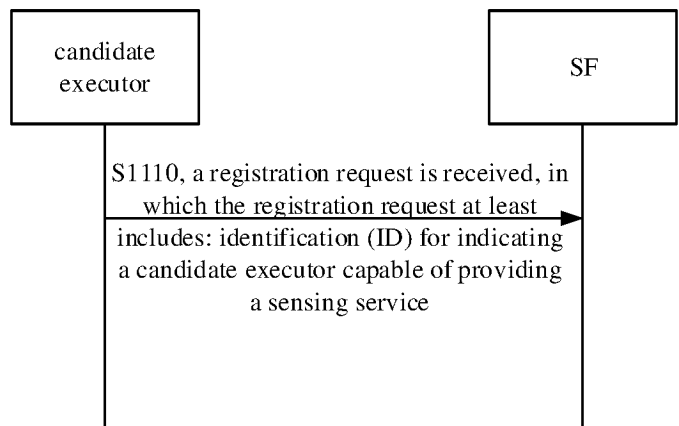 candidate
executor
SF
S1110, a registration request is received, in
which the registration request at least
includes: identification (ID) for indicating
a candidate executor capable of providing
a sensing service